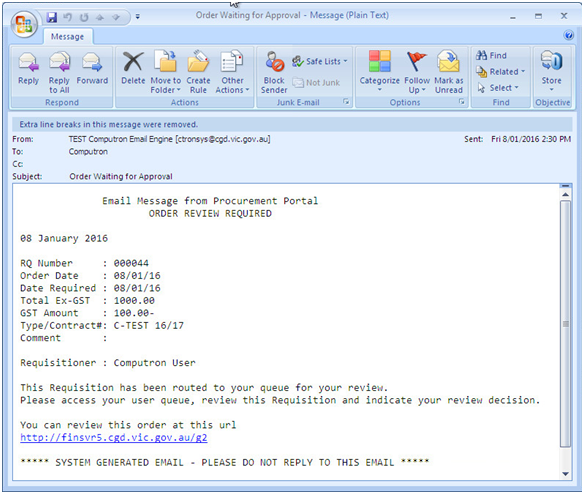 Order Waiting for Approval - Message (Plain Text)
Message
Reply Reply to All Forward
Respond
Delete Move to Folder Create Rule Other Actions
Actions
Block Sender Safe Lists Not Junk
Junk E-mail
Categorize Follow Up Mark as Unread
Options
Find Related Select
Find
Store
Objective
Extra line breaks in this message were removed.
From: TEST Computron Email Engine [ctronsys@cgd.vic.gov.au] Sent: Fri 8/01/2016 2:30 PM
To: Computron
Cc:
Subject: Order Waiting for Approval
Email Message from Procurement Portal
ORDER REVIEW REQUIRED
08 January 2016
RQ Number : 000044
Order Date : 08/01/16
Date Required : 08/01/16
Total Ex-GST : 1000.00
GST Amount : 100.00-
Type/Contract#: C-TEST 16/17
Comment :
Requisitioner : Computron User
This Requisition has been routed to your queue for your review.
Please access your user queue, review this Requisition and indicate your review decision.
You can review this order at this url
http://finsvr5.cgd.vic.gov.au/g2
***** SYSTEM GENERATED EMAIL - PLEASE DO NOT REPLY TO THIS EMAIL *****